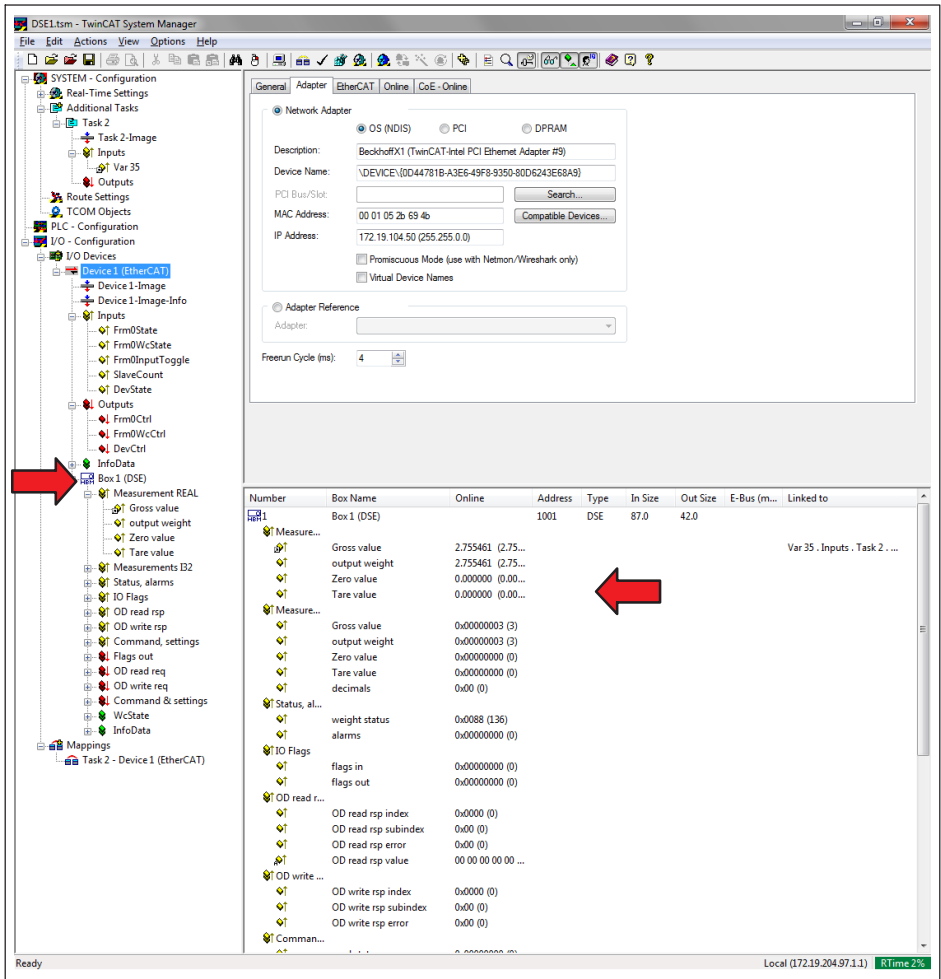 DSE1.tsm - TwinCAT System Manager
File Edit Actions View Options Help
SYSTEM - Configuration
Real-Time Settings
Additional Tasks
Task 2
Task 2-Image
Inputs
Var 35
Outputs
Route Settings
TCOM Objects
PLC - Configuration
I/O - Configuration
I/O Devices
Device 1 (EtherCAT)
Device 1-Image
Device 1-Image-Info
Inputs
Frm0State
Frm0WcState
Frm0InputToggle
SlaveCount
DevState
Outputs
Frm0Ctrl
Frm0WcCtrl
DevCtrl
InfoData
Box 1 (DSE)
Measurement REAL
Gross value
output weight
Zero value
Tare value
Measurements I32
Status, alarms
IO Flags
OD read rsp
OD write rsp
Command, settings
Flags out
OD read req
OD write req
Command & settings
WcState
InfoData
Mappings
Task 2 - Device 1 (EtherCAT)
General Adapter EtherCAT Online CoE - Online
Network Adapter
OS (NDIS) PCI DPRAM
Description: BeckhoffX1 (TwinCAT-Intel PCI Ethernet Adapter #9)
Device Name: \DEVICE\{0D44781B-A3E6-49F8-9350-80D6243E68A9}
PCI Bus/Slot: Search...
MAC Address: 00 01 05 2b 69 4b Compatible Devices...
IP Address: 172.19.104.50 (255.255.0.0)
Promiscuous Mode (use with Netmon/Wireshark only)
Virtual Device Names
Adapter Reference
Adapter:
Freerun Cycle (ms): 4
Number Box Name Online Address Type In Size Out Size E-Bus (m... Linked to
1 Box 1 (DSE) 1001 DSE 87.0 42.0
Measure...
Gross value 2.755461 (2.75... Var 35 . Inputs . Task 2 . ...
output weight 2.755461 (2.75...
Zero value 0.000000 (0.00...
Tare value 0.000000 (0.00...
Measure...
Gross value 0x00000003 (3)
output weight 0x00000003 (3)
Zero value 0x00000000 (0)
Tare value 0x00000000 (0)
decimals 0x00 (0)
Status, al...
weight status 0x0088 (136)
alarms 0x00000000 (0)
IO Flags
flags in 0x00000000 (0)
flags out 0x00000000 (0)
OD read r...
OD read rsp index 0x0000 (0)
OD read rsp subindex 0x00 (0)
OD read rsp error 0x00 (0)
OD read rsp value 00 00 00 00 00 ...
OD write ...
OD write rsp index 0x0000 (0)
OD write rsp subindex 0x00 (0)
OD write rsp error 0x00 (0)
Comman...
Ready Local (172.19.204.97.1.1) RTime 2%